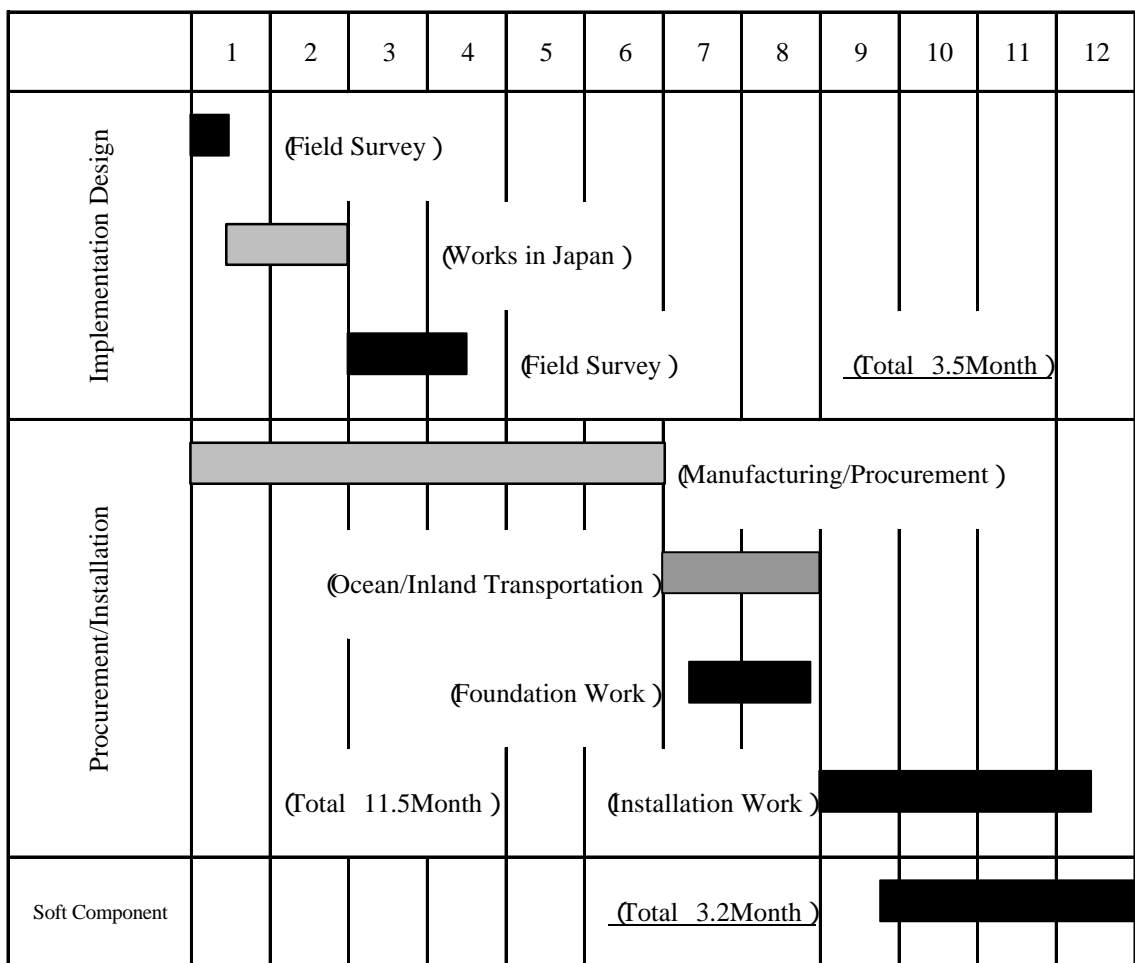 1 2 3 4 5 6 7 8 9 10 11 12
Implementation Design
(Field Survey)
(Works in Japan)
(Field Survey)
(Total 3.5Month)
Procurement/Installation
(Manufacturing/Procurement)
(Ocean/Inland Transportation)
(Foundation Work)
(Total 11.5Month)
(Installation Work)
Soft Component
(Total 3.2Month)